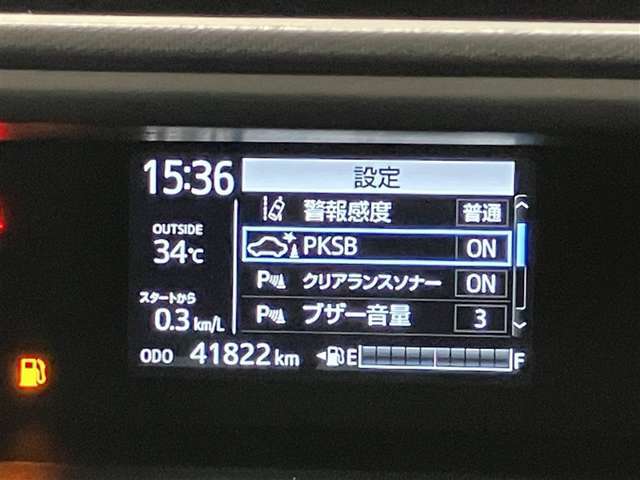 15:36
設定
警報感度 普通
OUTSIDE
34℃
PKSB ON
クリアランスソナー ON
スタートから
0.3 km/L
ブザー音量 3
ODO 41822 km
E F